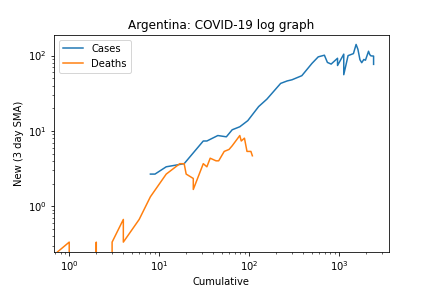 Argentina: COVID-19 log graph
Cases
Deaths
New (3 day SMA)
10²
10¹
10⁰
10⁰ 10¹ 10² 10³
Cumulative